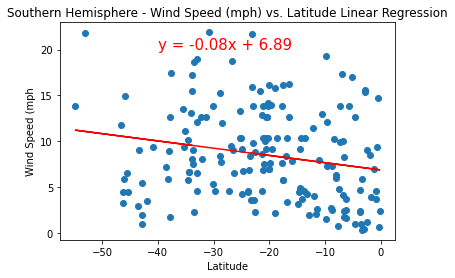 Southern Hemisphere - Wind Speed (mph) vs. Latitude Linear Regression
y = -0.08x + 6.89
Wind Speed (mph
20
15
10
5
0
−50 −40 −30 −20 −10 0
Latitude